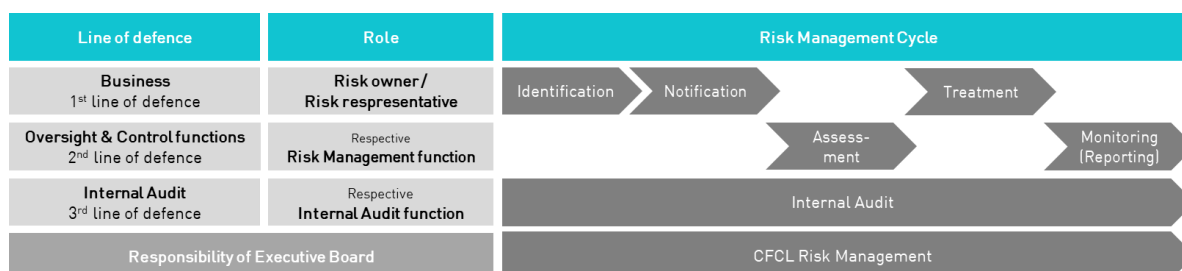 Line of defence
Role
Risk Management Cycle
Business
1st line of defence
Risk owner/
Risk respresentative
Identification
Notification
Treatment
Oversight & Control functions
2nd line of defence
Respective
Risk Management function
Assess-
ment
Monitoring
(Reporting)
Internal Audit
3rd line of defence
Respective
Internal Audit function
Internal Audit
Responsibility of Executive Board
CFCL Risk Management